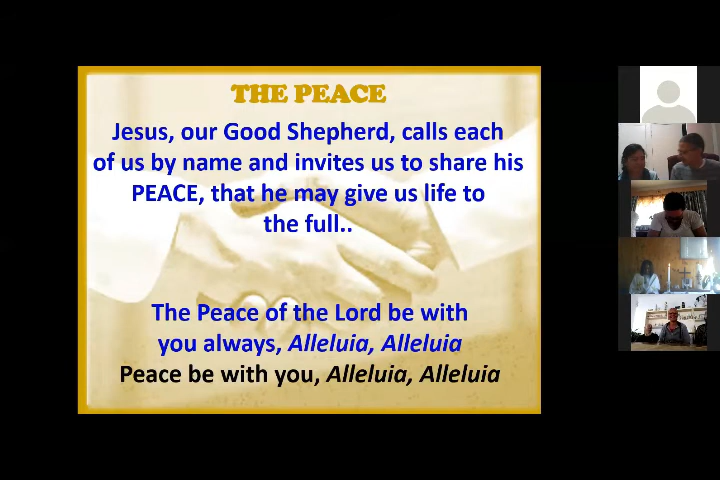 THE PEACE
Jesus, our Good Shepherd, calls each
of us by name and invites us to share his
PEACE, that he may give us life to
the full..
The Peace of the Lord be with
you always, Alleluia, Alleluia
Peace be with you, Alleluia, Alleluia